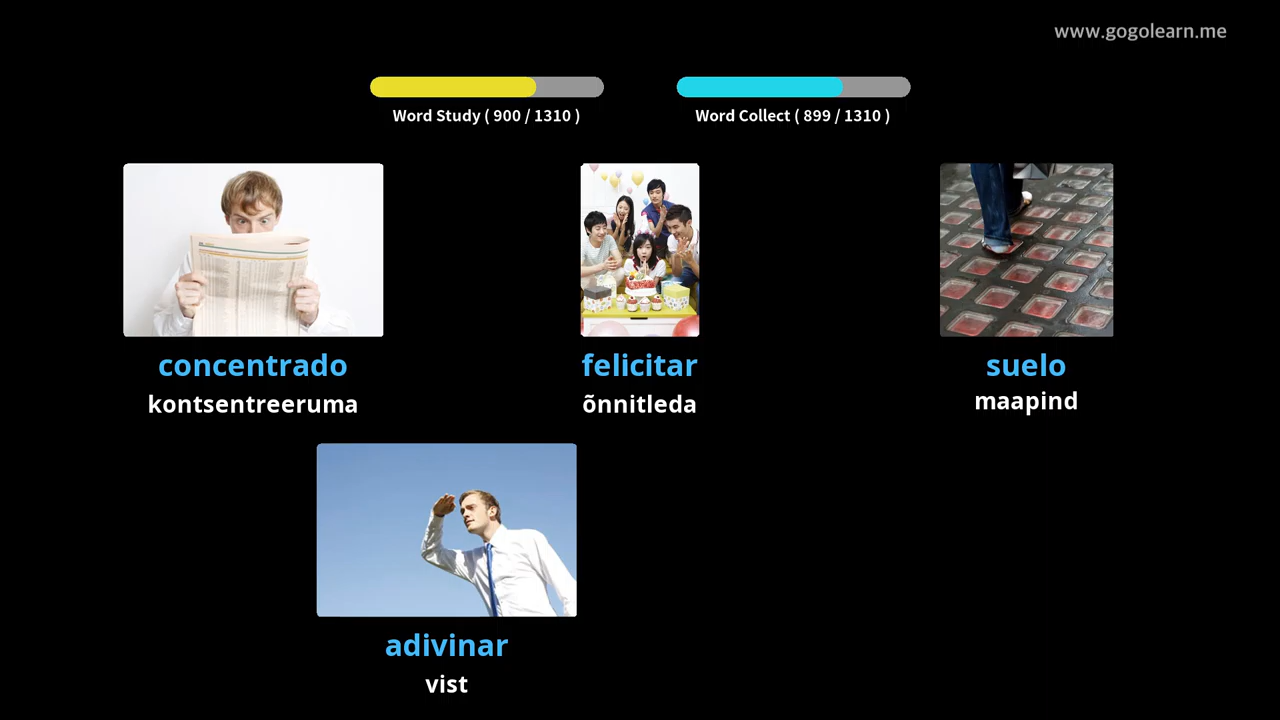 www.gogolearn.me
Word Study ( 900 / 1310 )
Word Collect ( 899 / 1310 )
concentrado
kontsentreeruma
felicitar
õnnitleda
suelo
maapind
adivinar
vist